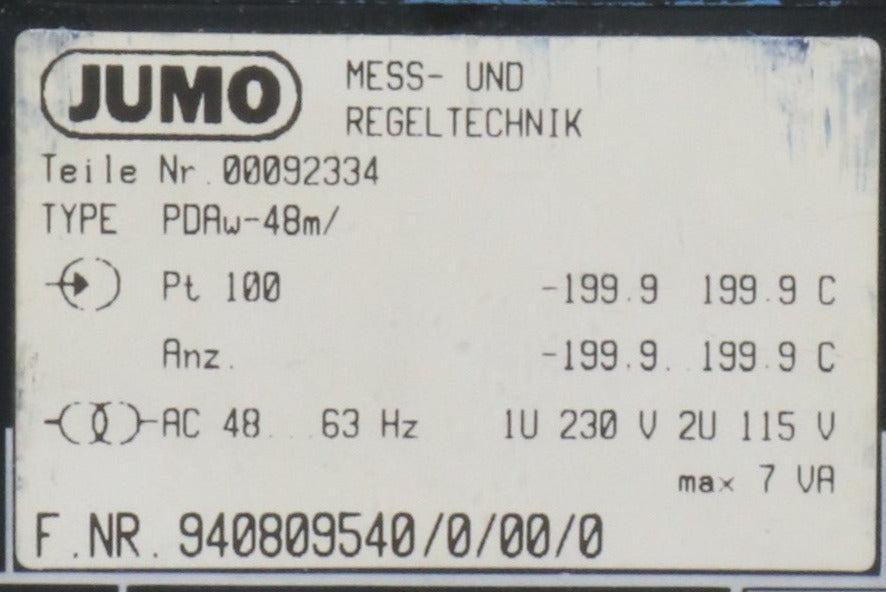 JUMO
MESS- UND
REGELTECHNIK
Teile Nr.00092334
TYPE PDAw-48m/
Pt 100 -199.9 199.9 C
Anz. -199.9.. 199.9 C
AC 48...63 Hz 1U 230 V 2U 115 V
max 7 VA
F.NR.940809540/0/00/0